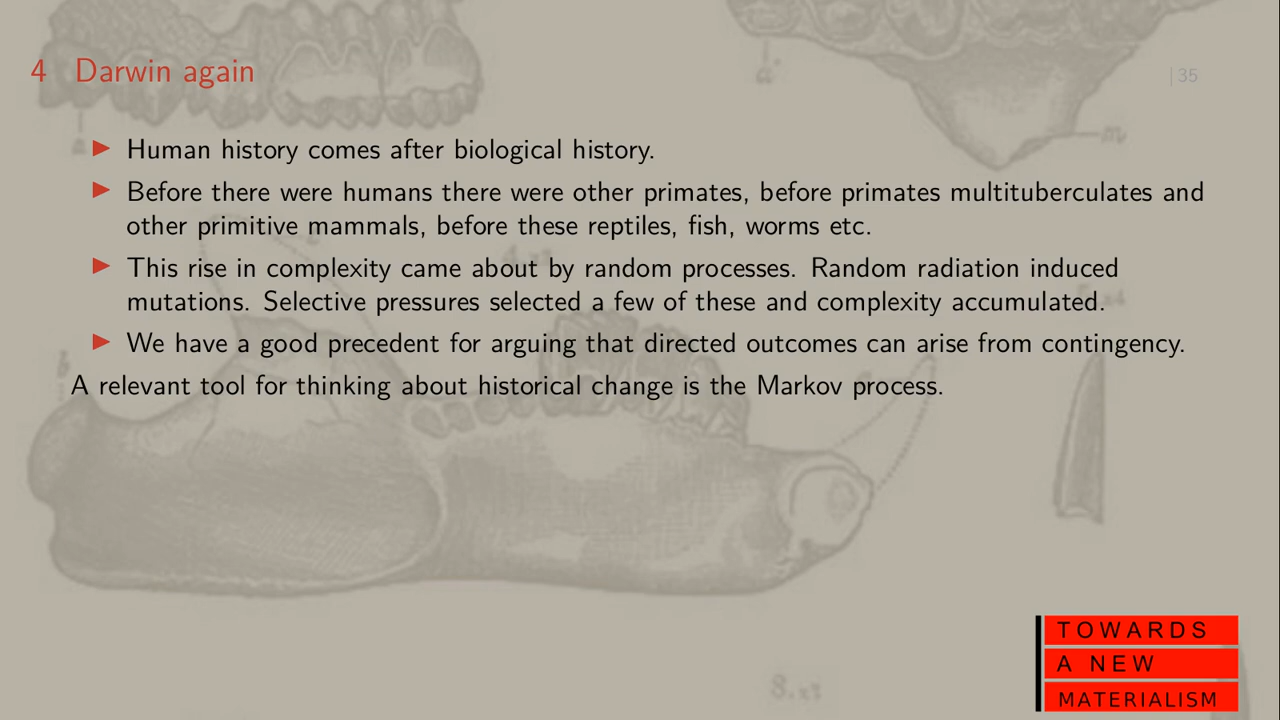 4 Darwin again
| 35
Human history comes after biological history.
Before there were humans there were other primates, before primates multituberculates and
other primitive mammals, before these reptiles, fish, worms etc.
This rise in complexity came about by random processes. Random radiation induced
mutations. Selective pressures selected a few of these and complexity accumulated.
We have a good precedent for arguing that directed outcomes can arise from contingency.
A relevant tool for thinking about historical change is the Markov process.
TOWARDS
A NEW
MATERIALISM